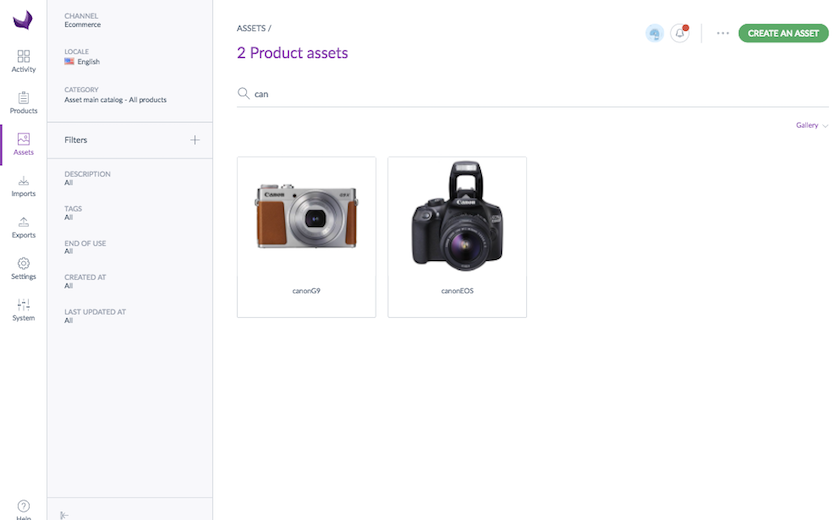 CHANNEL
Ecommerce
LOCALE
English
CATEGORY
Asset main catalog - All products
Filters
DESCRIPTION
All
TAGS
All
END OF USE
All
CREATED AT
All
LAST UPDATED AT
All
Activity
Products
Assets
Imports
Exports
Settings
System
Help
ASSETS /
CREATE AN ASSET
2 Product assets
can
Gallery
Canon
Canon
canonG9
canonEOS